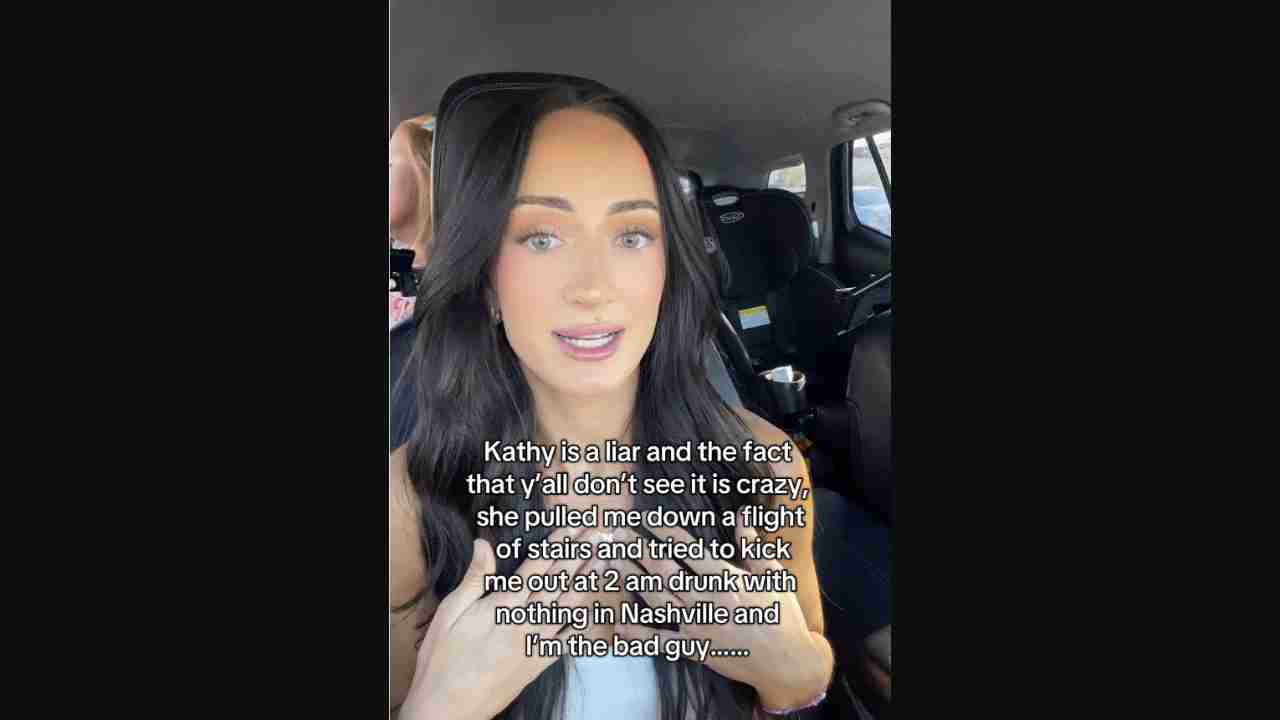 Kathy is a liar and the fact
that y’all don’t see it is crazy,
she pulled me down a flight
of stairs and tried to kick
me out at 2 am drunk with
nothing in Nashville and
I’m the bad guy......